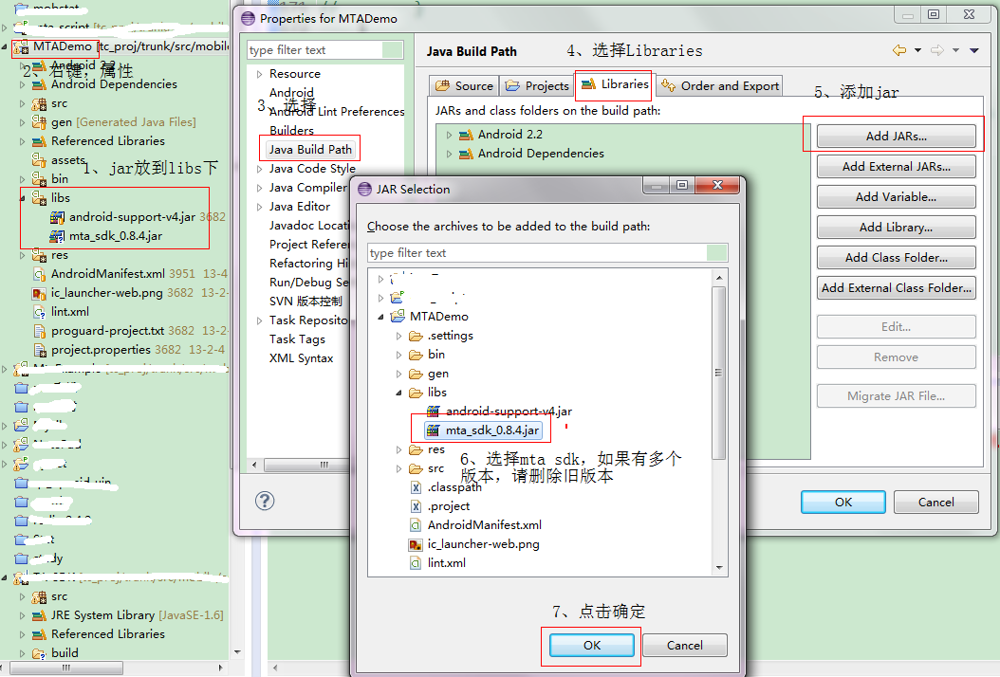 MTADemo [tc_proj/trunk/src/mobile
2、右键，属性
Android 2.2
Android Dependencies
src
gen [Generated Java Files]
Referenced Libraries
assets
1、jar放到libs下
bin
libs
android-support-v4.jar 3682
mta_sdk_0.8.4.jar
res
AndroidManifest.xml 3951 13-4
ic_launcher-web.png 3682 13-2-
lint.xml
proguard-project.txt 3682 13-2-
project.properties 3682 13-2-4
src
JRE System Library [JavaSE-1.6]
Referenced Libraries
build
Properties for MTADemo
type filter text
Resource
Android
3、选择
Android Lint Preferences
Builders
Java Build Path
Java Code Style
Java Compiler
Java Editor
Javadoc Locati
Project Refere
Refactoring Hi
Run/Debug Se
SVN 版本控制
Task Reposito
Task Tags
XML Syntax
Java Build Path
4、选择Libraries
Source
Projects
Libraries
Order and Export
5、添加jar
JARs and class folders on the build path:
Android 2.2
Android Dependencies
Add JARs...
Add External JARs...
Add Variable...
Add Library...
Add Class Folder...
Add External Class Folder...
Edit...
Remove
Migrate JAR File...
OK
Cancel
JAR Selection
Choose the archives to be added to the build path:
type filter text
MTADemo
.settings
bin
gen
libs
android-support-v4.jar
mta_sdk_0.8.4.jar
res
src
6、选择mta sdk，如果有多个
版本，请删除旧版本
.classpath
.project
AndroidManifest.xml
ic_launcher-web.png
lint.xml
7、点击确定
OK
Cancel